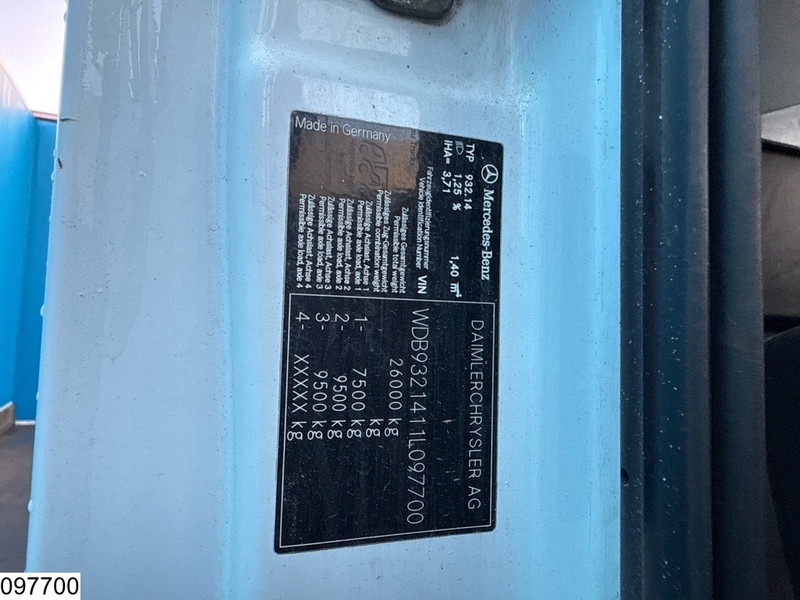 Mercedes-Benz
TYP 932.14
1,25 %
1,40 m
IHA= 3,71
DAIMLERCHRYSLER AG
Fahrzeugidentifizierungsnummer
Vehicle Identification Number VIN WDB9321411L097700
Zulässiges Gesamtgewicht
Permissible total weight 26000 kg
Zulässiges Zug-Gesamtgewicht
Permissible combination weight kg
Zulässige Achslast, Achse 1
Permissible axle load, axle 1 1- 7500 kg
Zulässige Achslast, Achse 2
Permissible axle load, axle 2 2- 9500 kg
Zulässige Achslast, Achse 3
Permissible axle load, axle 3 3- 9500 kg
Zulässige Achslast, Achse 4
Permissible axle load, axle 4 4- XXXXX kg
Made in Germany
097700